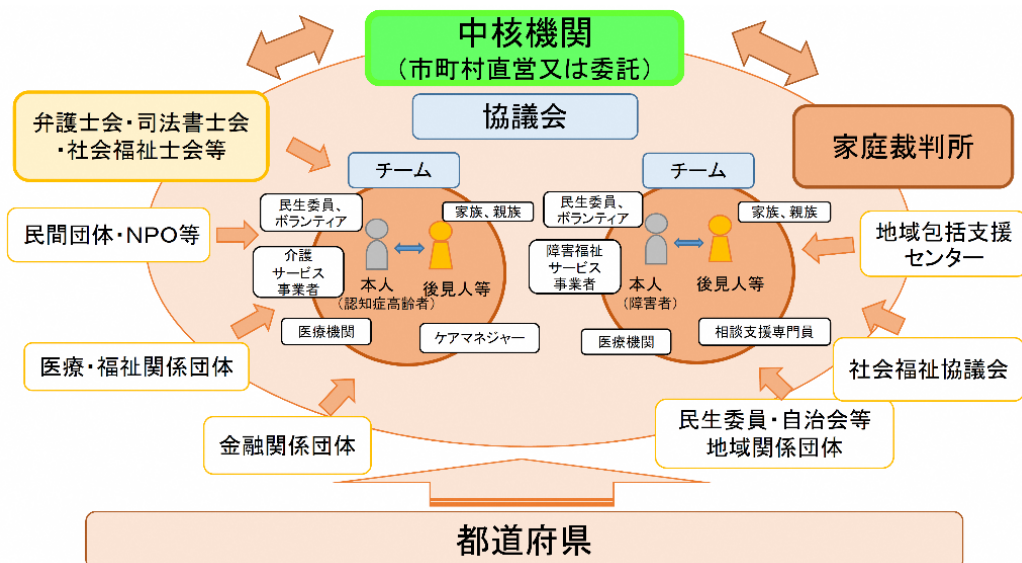 中核機関
（市町村直営又は委託）
協議会
弁護士会・司法書士会
・社会福祉士会等
家庭裁判所
チーム
民生委員、
ボランティア
家族、親族
介護
サービス
事業者
本人
（認知症高齢者）
後見人等
医療機関
ケアマネジャー
チーム
民生委員、
ボランティア
家族、親族
障害福祉
サービス
事業者
本人
（障害者）
後見人等
医療機関
相談支援専門員
民間団体・NPO等
地域包括支援
センター
医療・福祉関係団体
社会福祉協議会
金融関係団体
民生委員・自治会等
地域関係団体
都道府県